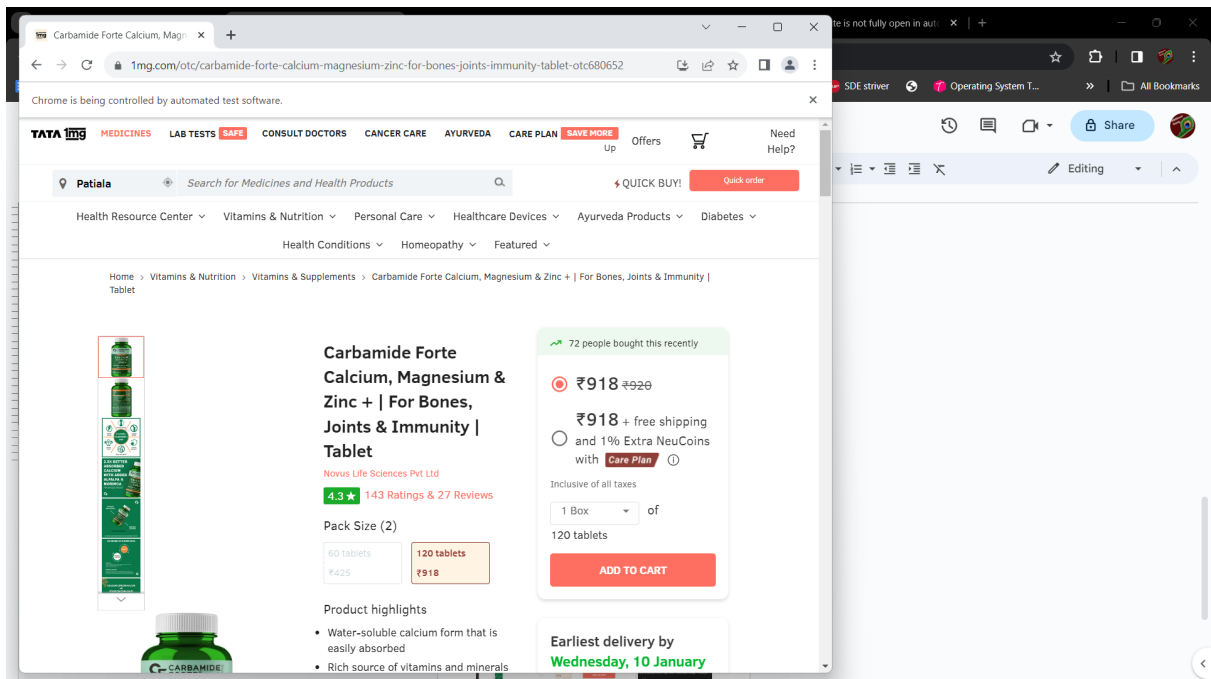 Carbamide Forte Calcium, Magn
te is not fully open in aut
1mg.com/otc/carbamide-forte-calcium-magnesium-zinc-for-bones-joints-immunity-tablet-otc680652
SDE striver
Operating System T...
All Bookmarks
Chrome is being controlled by automated test software.
Share
Editing
TATA 1mg
MEDICINES
LAB TESTS SAFE
CONSULT DOCTORS
CANCER CARE
AYURVEDA
CARE PLAN SAVE MORE
Up
Offers
Need
Help?
Patiala
Search for Medicines and Health Products
QUICK BUY!
Quick order
Health Resource Center
Vitamins & Nutrition
Personal Care
Healthcare Devices
Ayurveda Products
Diabetes
Health Conditions
Homeopathy
Featured
Home > Vitamins & Nutrition > Vitamins & Supplements > Carbamide Forte Calcium, Magnesium & Zinc + | For Bones, Joints & Immunity |
Tablet
Carbamide Forte
Calcium, Magnesium &
Zinc + | For Bones,
Joints & Immunity |
Tablet
Novus Life Sciences Pvt Ltd
4.3★ 143 Ratings & 27 Reviews
Pack Size (2)
60 tablets
₹425
120 tablets
₹918
Product highlights
• Water-soluble calcium form that is
easily absorbed
• Rich source of vitamins and minerals
72 people bought this recently
₹918 ₹920
₹918 + free shipping
and 1% Extra NeuCoins
with Care Plan
Inclusive of all taxes
1 Box of
120 tablets
ADD TO CART
Earliest delivery by
Wednesday, 10 January
CARBAMIDE